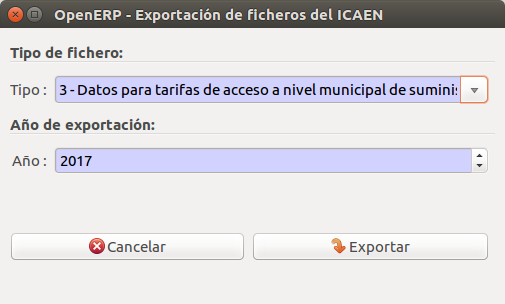 OpenERP - Exportación de ficheros del ICAEN
Tipo de fichero:
Tipo : 3 - Datos para tarifas de acceso a nivel municipal de suminis
Año de exportación:
Año : 2017
Cancelar Exportar